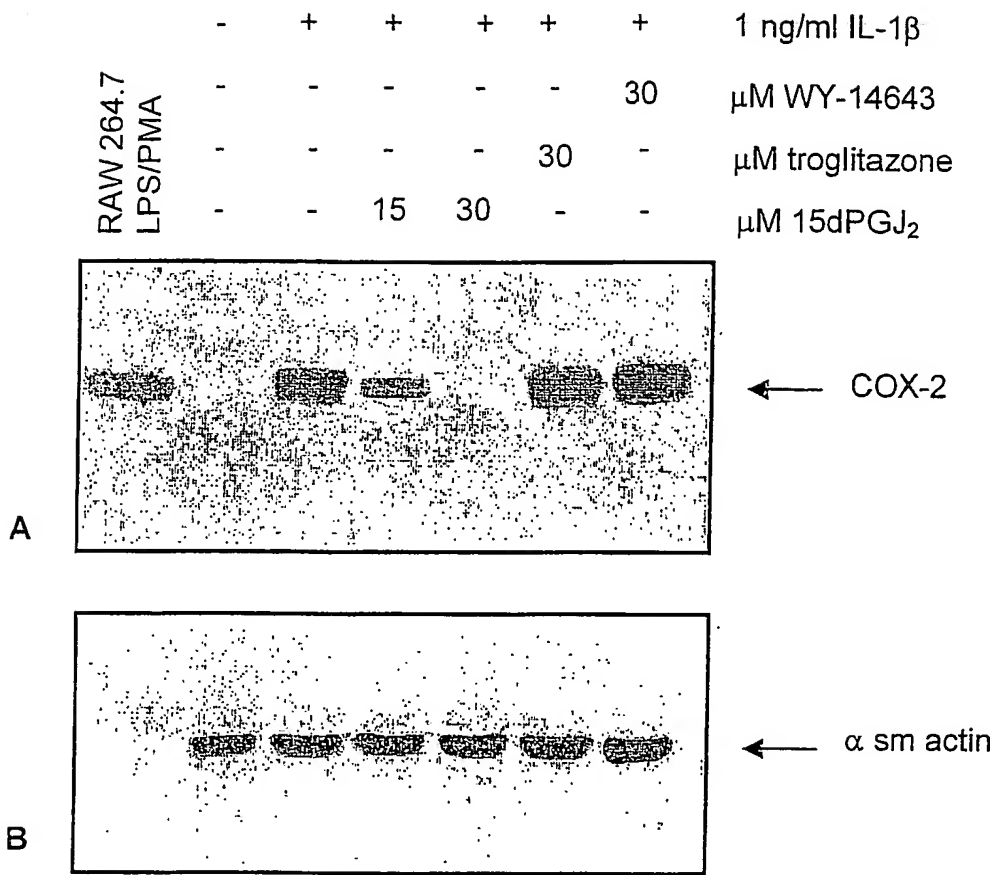 - + + + + + 1 ng/ml IL-1β
- - - - - 30 μM WY-14643
- - - - 30 - μM troglitazone
- - 15 30 - - μM 15dPGJ₂
RAW 264.7
LPS/PMA
COX-2
A
α sm actin
B